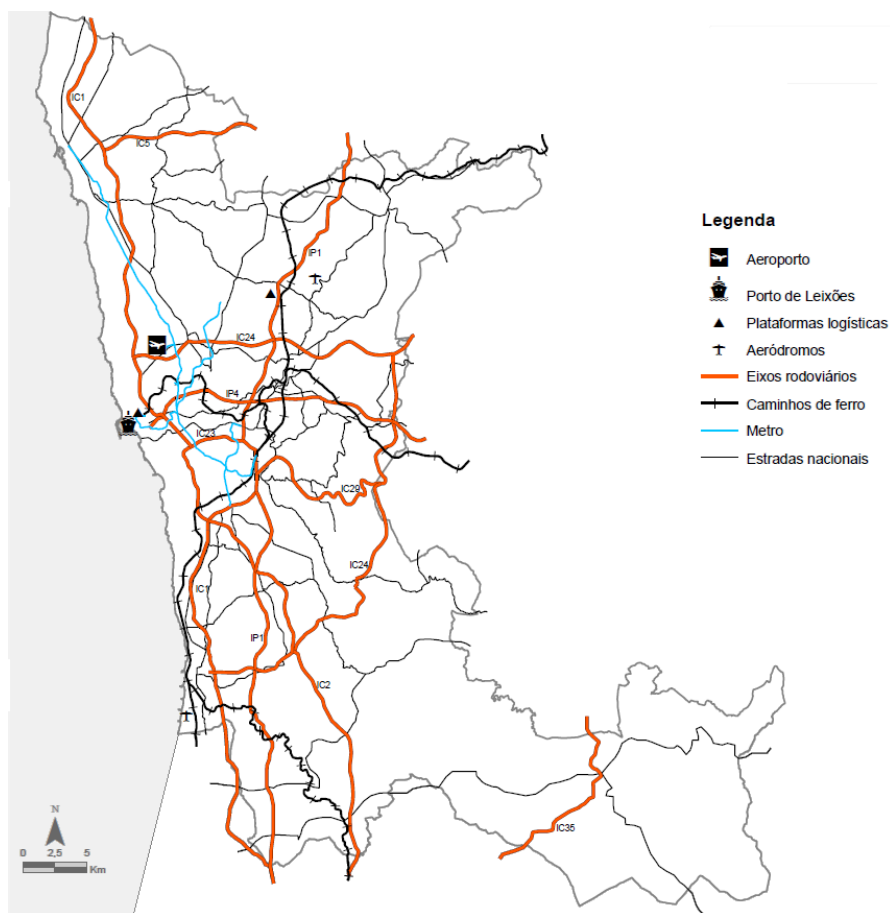 IC1
IC5
IP1
IC24
IP4
IC23
IC29
IC24
IC1
IP1
IC2
IC35
N
0 2,5 5
Km
Legenda
Aeroporto
Porto de Leixões
Plataformas logísticas
Aeródromos
Eixos rodoviários
Caminhos de ferro
Metro
Estradas nacionais